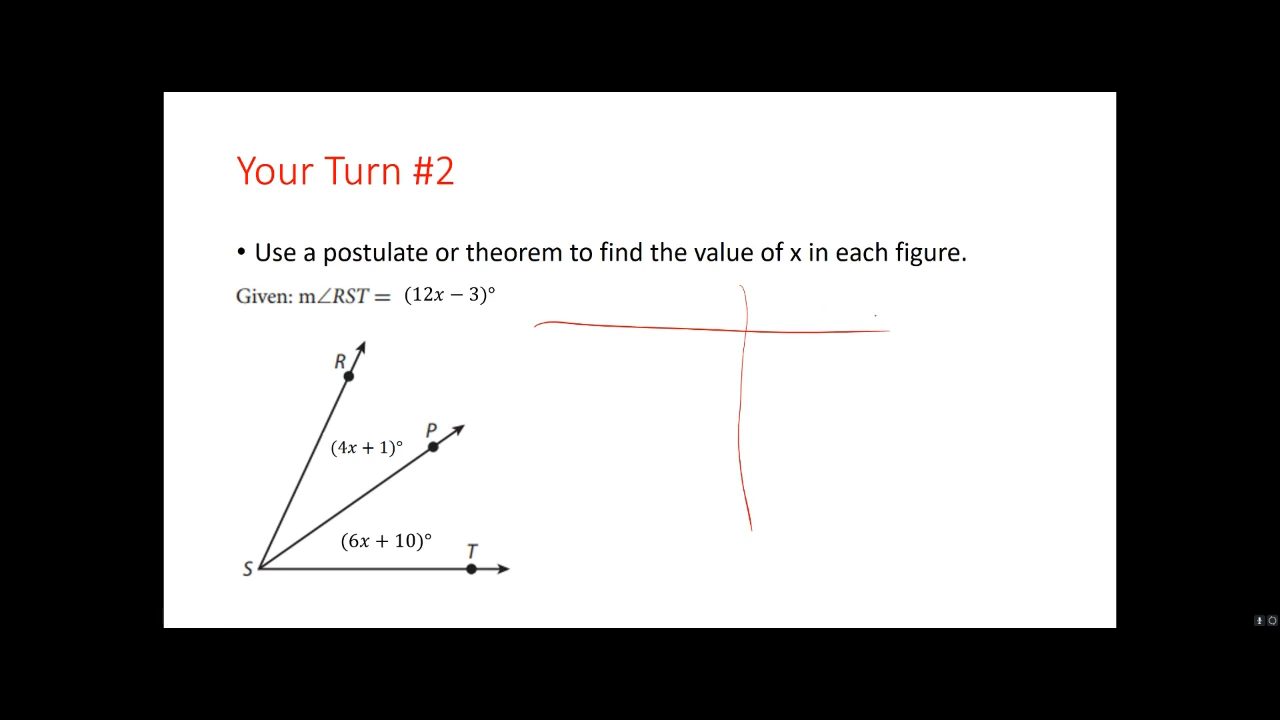 Your Turn #2
• Use a postulate or theorem to find the value of x in each figure.
Given: m∠RST = (12x − 3)°
R
P
(4x + 1)°
(6x + 10)°
T
S